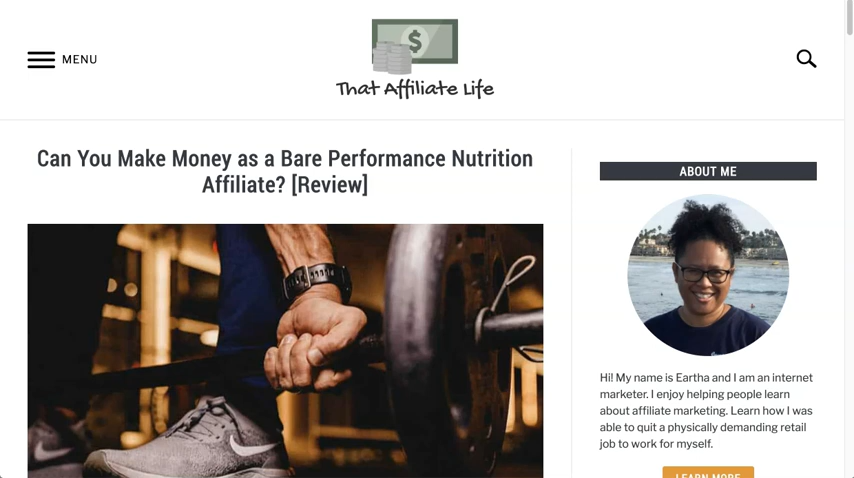 MENU
$
That Affiliate Life
Can You Make Money as a Bare Performance Nutrition
Affiliate? [Review]
ABOUT ME
Hi! My name is Eartha and I am an internet
marketer. I enjoy helping people learn
about affiliate marketing. Learn how I was
able to quit a physically demanding retail
job to work for myself.
LEARN MORE